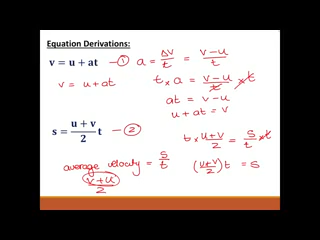 Equation Derivations:
v = u + at —① a = Δv/t = v-u/t
v = u + at
t × a = v-u/t × t
at = v - u
u + at = v
s = u + v/2 t —②
t × u+v/2 = s/t × t
average velocity = s/t
v+u/2
(u+v/2)t = s